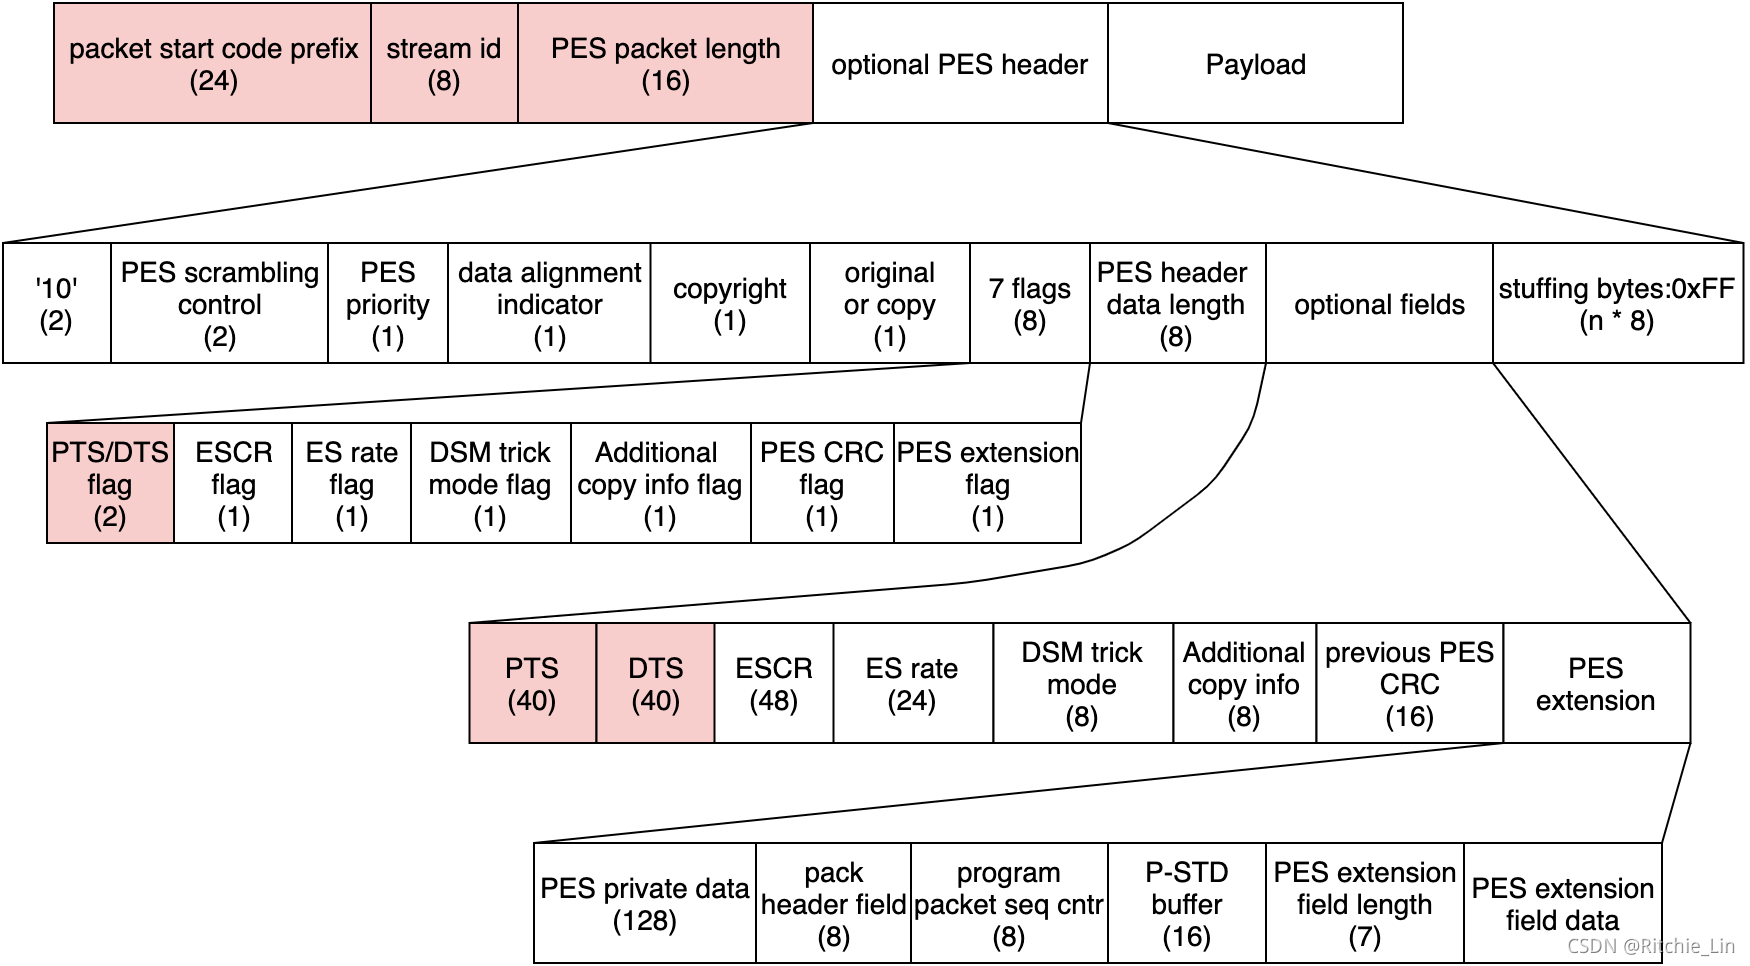 packet start code prefix
(24)
stream id
(8)
PES packet length
(16)
optional PES header
Payload
'10'
(2)
PES scrambling
control
(2)
PES
priority
(1)
data alignment
indicator
(1)
copyright
(1)
original
or copy
(1)
7 flags
(8)
PES header
data length
(8)
optional fields
stuffing bytes:0xFF
(n * 8)
PTS/DTS
flag
(2)
ESCR
flag
(1)
ES rate
flag
(1)
DSM trick
mode flag
(1)
Additional
copy info flag
(1)
PES CRC
flag
(1)
PES extension
flag
(1)
PTS
(40)
DTS
(40)
ESCR
(48)
ES rate
(24)
DSM trick
mode
(8)
Additional
copy info
(8)
previous PES
CRC
(16)
PES
extension
PES private data
(128)
pack
header field
(8)
program
packet seq cntr
(8)
P-STD
buffer
(16)
PES extension
field length
(7)
PES extension
field data
CSDN @Ritchie_Lin